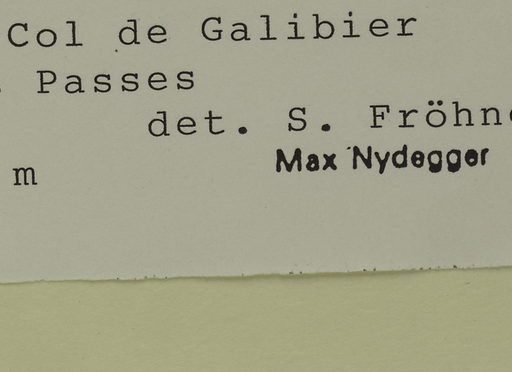 Col de Galibier
Passes
det. S. Fröhn
m
Max Nydegger